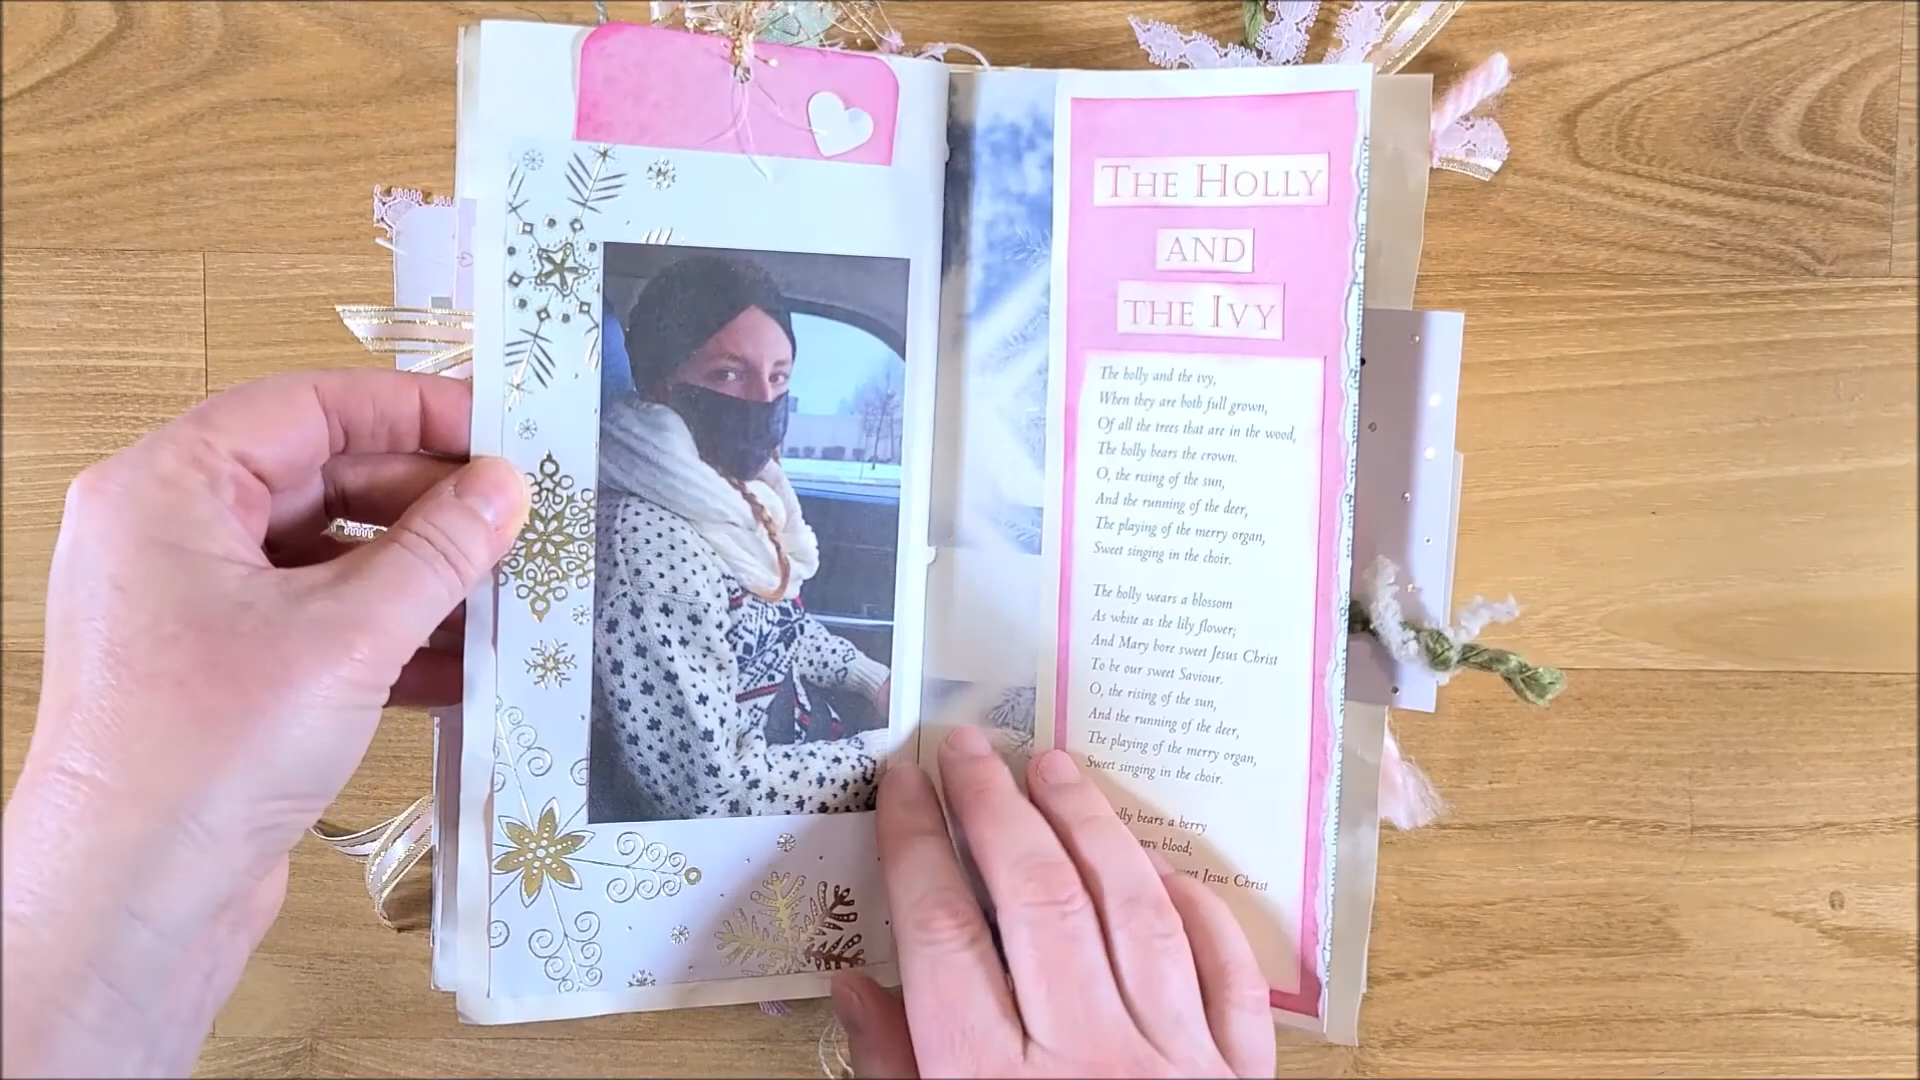 THE HOLLY
AND
THE IVY
The holly and the ivy,
When they are both full grown,
Of all the trees that are in the wood,
The holly bears the crown.
O, the rising of the sun,
And the running of the deer,
The playing of the merry organ,
Sweet singing in the choir.
The holly wears a blossom
As white as the lily flower;
And Mary bore sweet Jesus Christ
To be our sweet Saviour.
O, the rising of the sun,
And the running of the deer,
The playing of the merry organ,
Sweet singing in the choir.
bears a berry
blood;
Jesus Christ